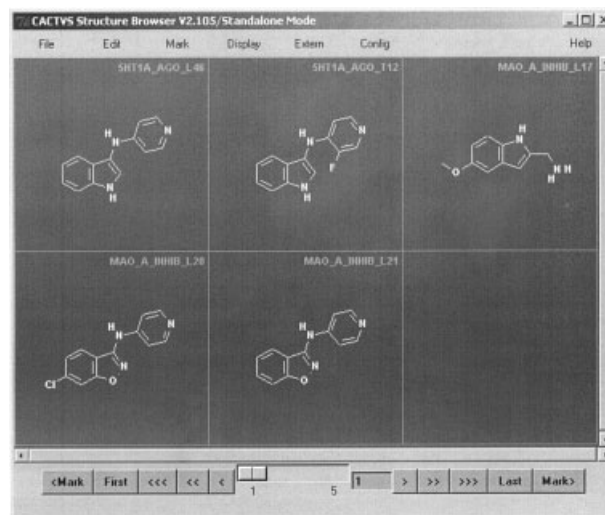 CACTVS Structure Browser V2.105/Standalone Mode
File Edit Mark Display Extern Config Help
5HT1A_AGO_L46 5HT1A_AGO_T12 MAO_A_INHIB_L17
H N N H N N H N
F O N H H
N H N H
MAO_A_INHIB_L20 MAO_A_INHIB_L21
H N N H N N
Cl O N O N
<Mark First <<< << < 1 > >> >>> Last Mark>
1 5